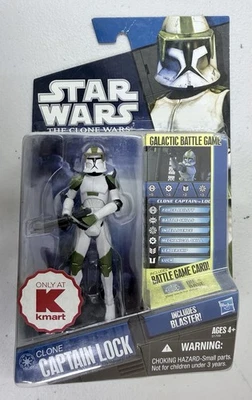 STAR WARS
THE CLONE WARS
GALACTIC BATTLE GAME
CLONE CAPTAIN LOCK
BATTLE GAME CARD!
ONLY AT
K
kmart
INCLUDES
BLASTER!
CLONE
CAPTAIN LOCK
AGES 4+
WARNING:
CHOKING HAZARD-Small parts.
Not for children under 3 years.
Hasbro